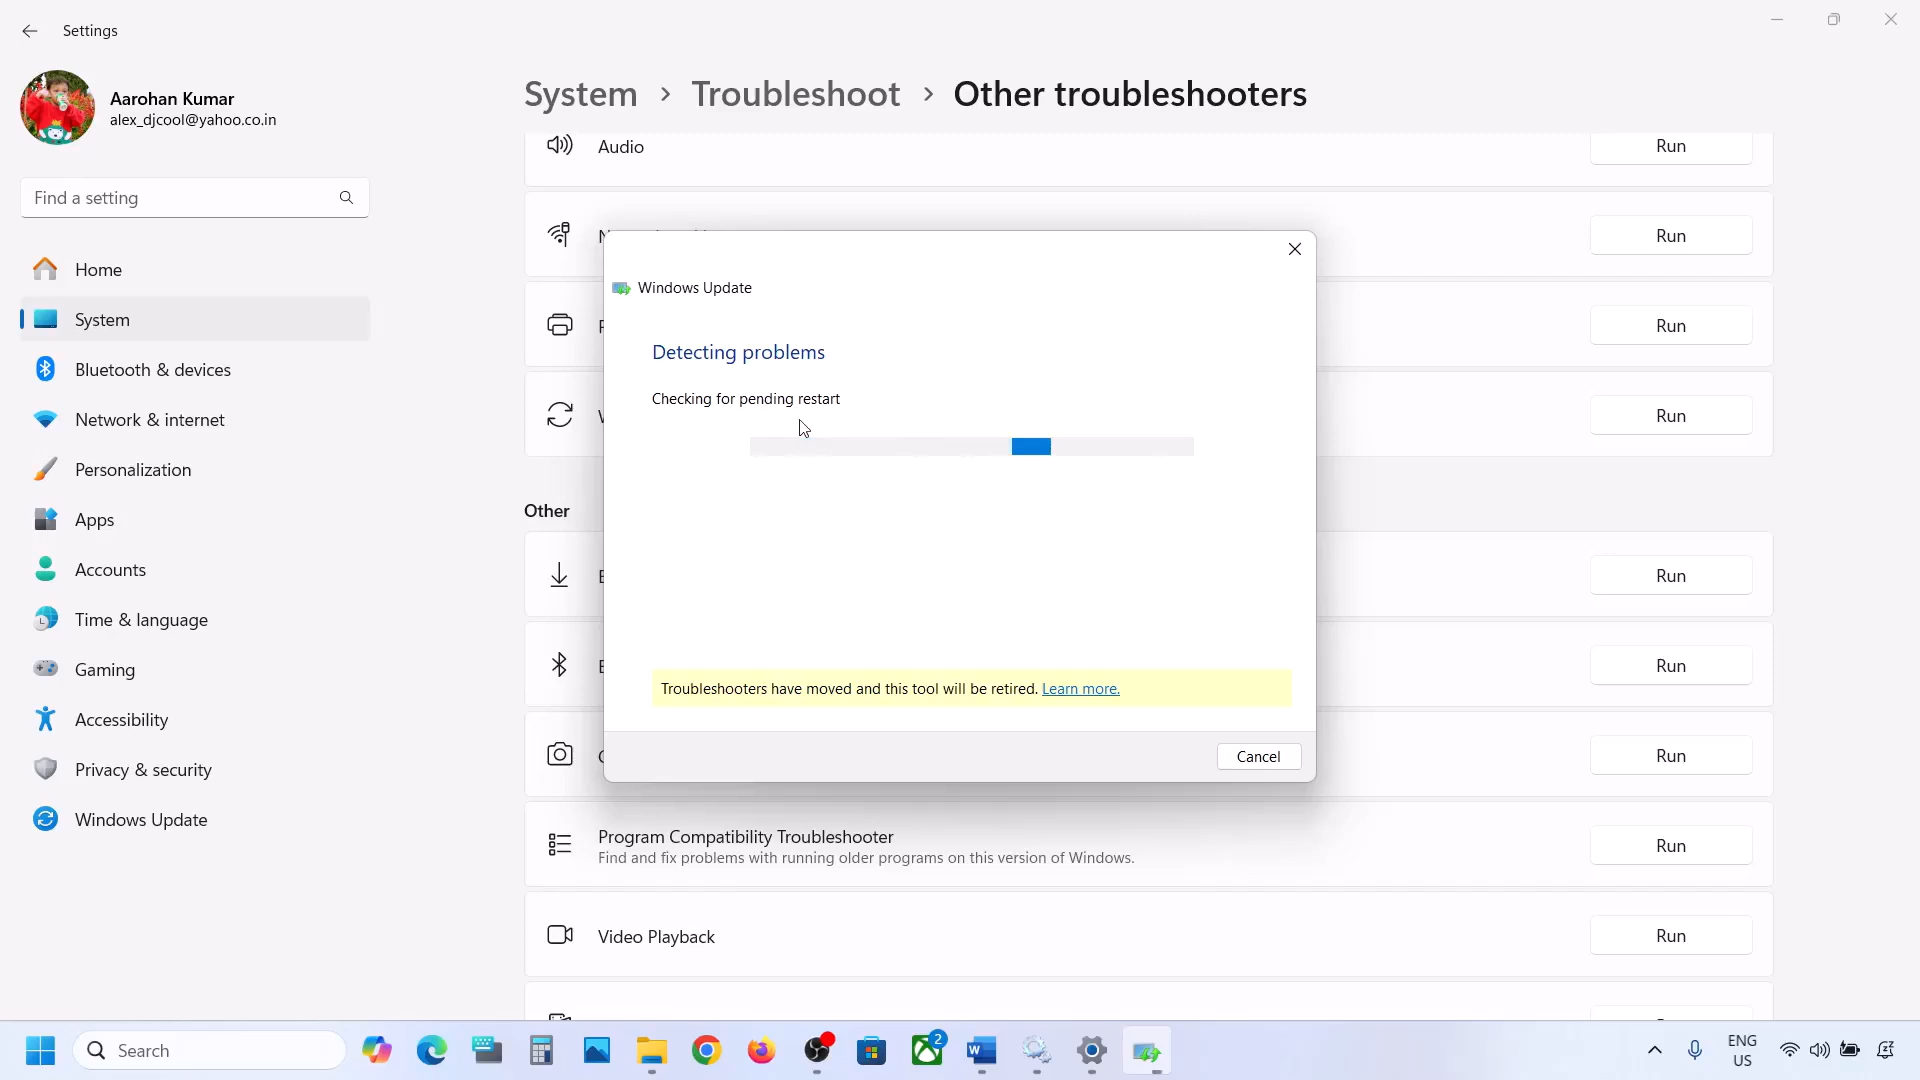 Settings
Aarohan Kumar
alex_djcool@yahoo.co.in
Find a setting
Home
System
Bluetooth & devices
Network & internet
Personalization
Apps
Accounts
Time & language
Gaming
Accessibility
Privacy & security
Windows Update
System > Troubleshoot > Other troubleshooters
Audio
Run
Run
Run
Run
Windows Update
Detecting problems
Checking for pending restart
Troubleshooters have moved and this tool will be retired. Learn more.
Cancel
Other
Run
Run
Run
Program Compatibility Troubleshooter
Find and fix problems with running older programs on this version of Windows.
Run
Video Playback
Run
Search
2
ENG
US